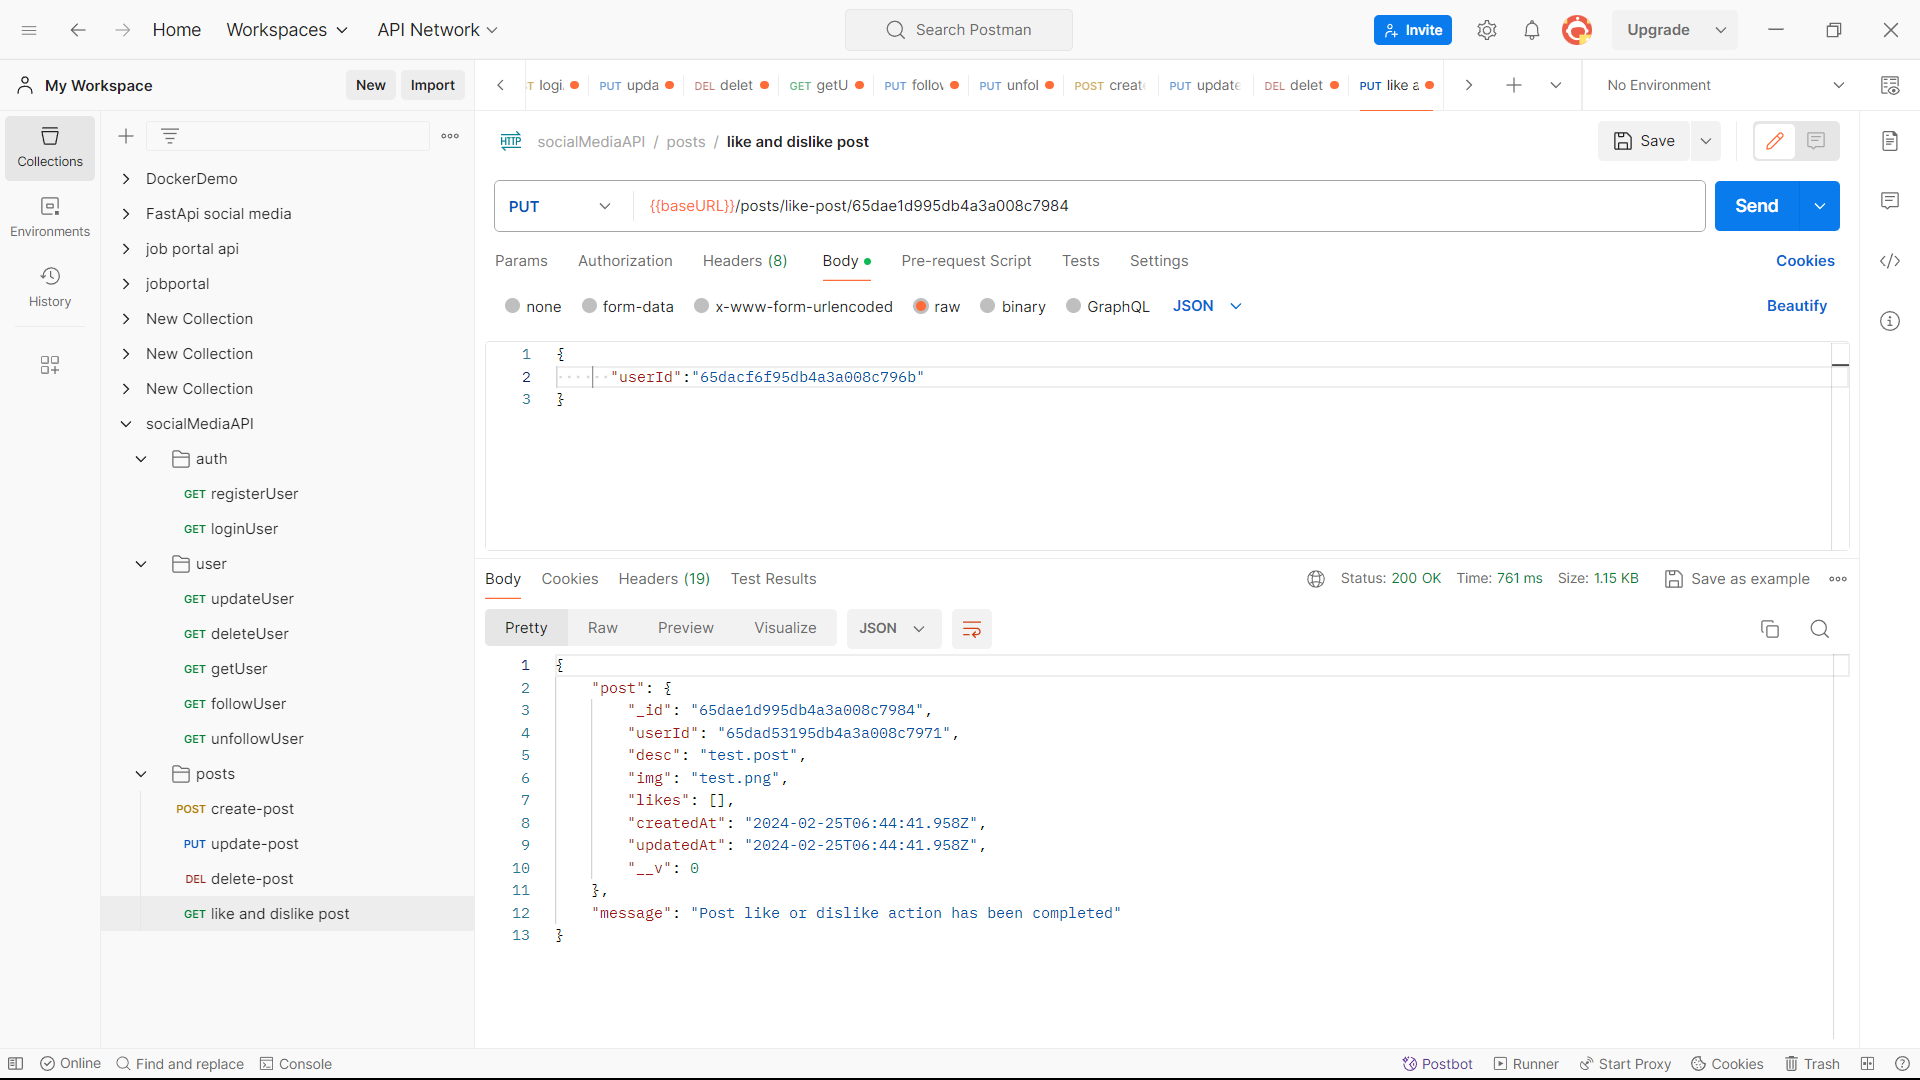 Home Workspaces API Network Search Postman Invite Upgrade
My Workspace New Import
logi PUT upda DEL delet GET getU PUT follov PUT unfol POST creat PUT update DEL delet PUT like a No Environment
HTTP socialMediaAPI / posts / like and dislike post Save
PUT {{baseURL}}/posts/like-post/65dae1d995db4a3a008c7984 Send
Params Authorization Headers (8) Body Pre-request Script Tests Settings Cookies
none form-data x-www-form-urlencoded raw binary GraphQL JSON Beautify
1 {
2 "userId":"65dacf6f95db4a3a008c796b"
3 }
Collections
Environments
History
DockerDemo
FastApi social media
job portal api
jobportal
New Collection
New Collection
New Collection
socialMediaAPI
auth
GET registerUser
GET loginUser
user
GET updateUser
GET deleteUser
GET getUser
GET followUser
GET unfollowUser
posts
POST create-post
PUT update-post
DEL delete-post
GET like and dislike post
Body Cookies Headers (19) Test Results Status: 200 OK Time: 761 ms Size: 1.15 KB Save as example
Pretty Raw Preview Visualize JSON
1 {
2 "post": {
3 "_id": "65dae1d995db4a3a008c7984",
4 "userId": "65dad53195db4a3a008c7971",
5 "desc": "test.post",
6 "img": "test.png",
7 "likes": [],
8 "createdAt": "2024-02-25T06:44:41.958Z",
9 "updatedAt": "2024-02-25T06:44:41.958Z",
10 "__v": 0
11 },
12 "message": "Post like or dislike action has been completed"
13 }
Online Find and replace Console Postbot Runner Start Proxy Cookies Trash